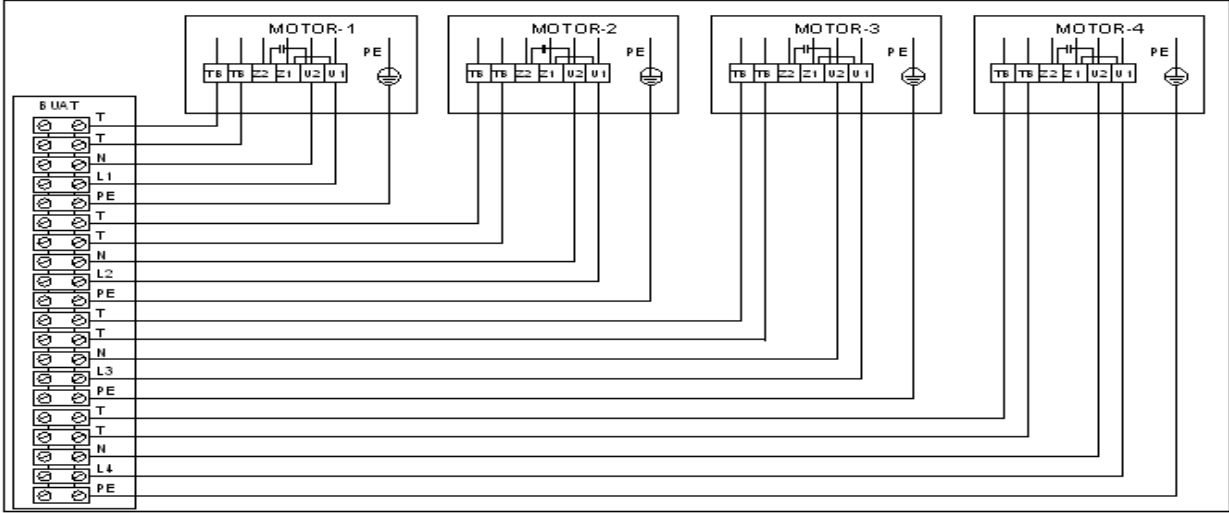 MOTOR-1 MOTOR-2 MOTOR-3 MOTOR-4
PE PE PE PE
TB TB Z2 Z1 U2 U1 TB TB Z2 Z1 U2 U1 TB TB Z2 Z1 U2 U1 TB TB Z2 Z1 U2 U1
BUAT
T
T
N
L1
PE
T
T
N
L2
PE
T
T
N
L3
PE
T
T
N
L4
PE